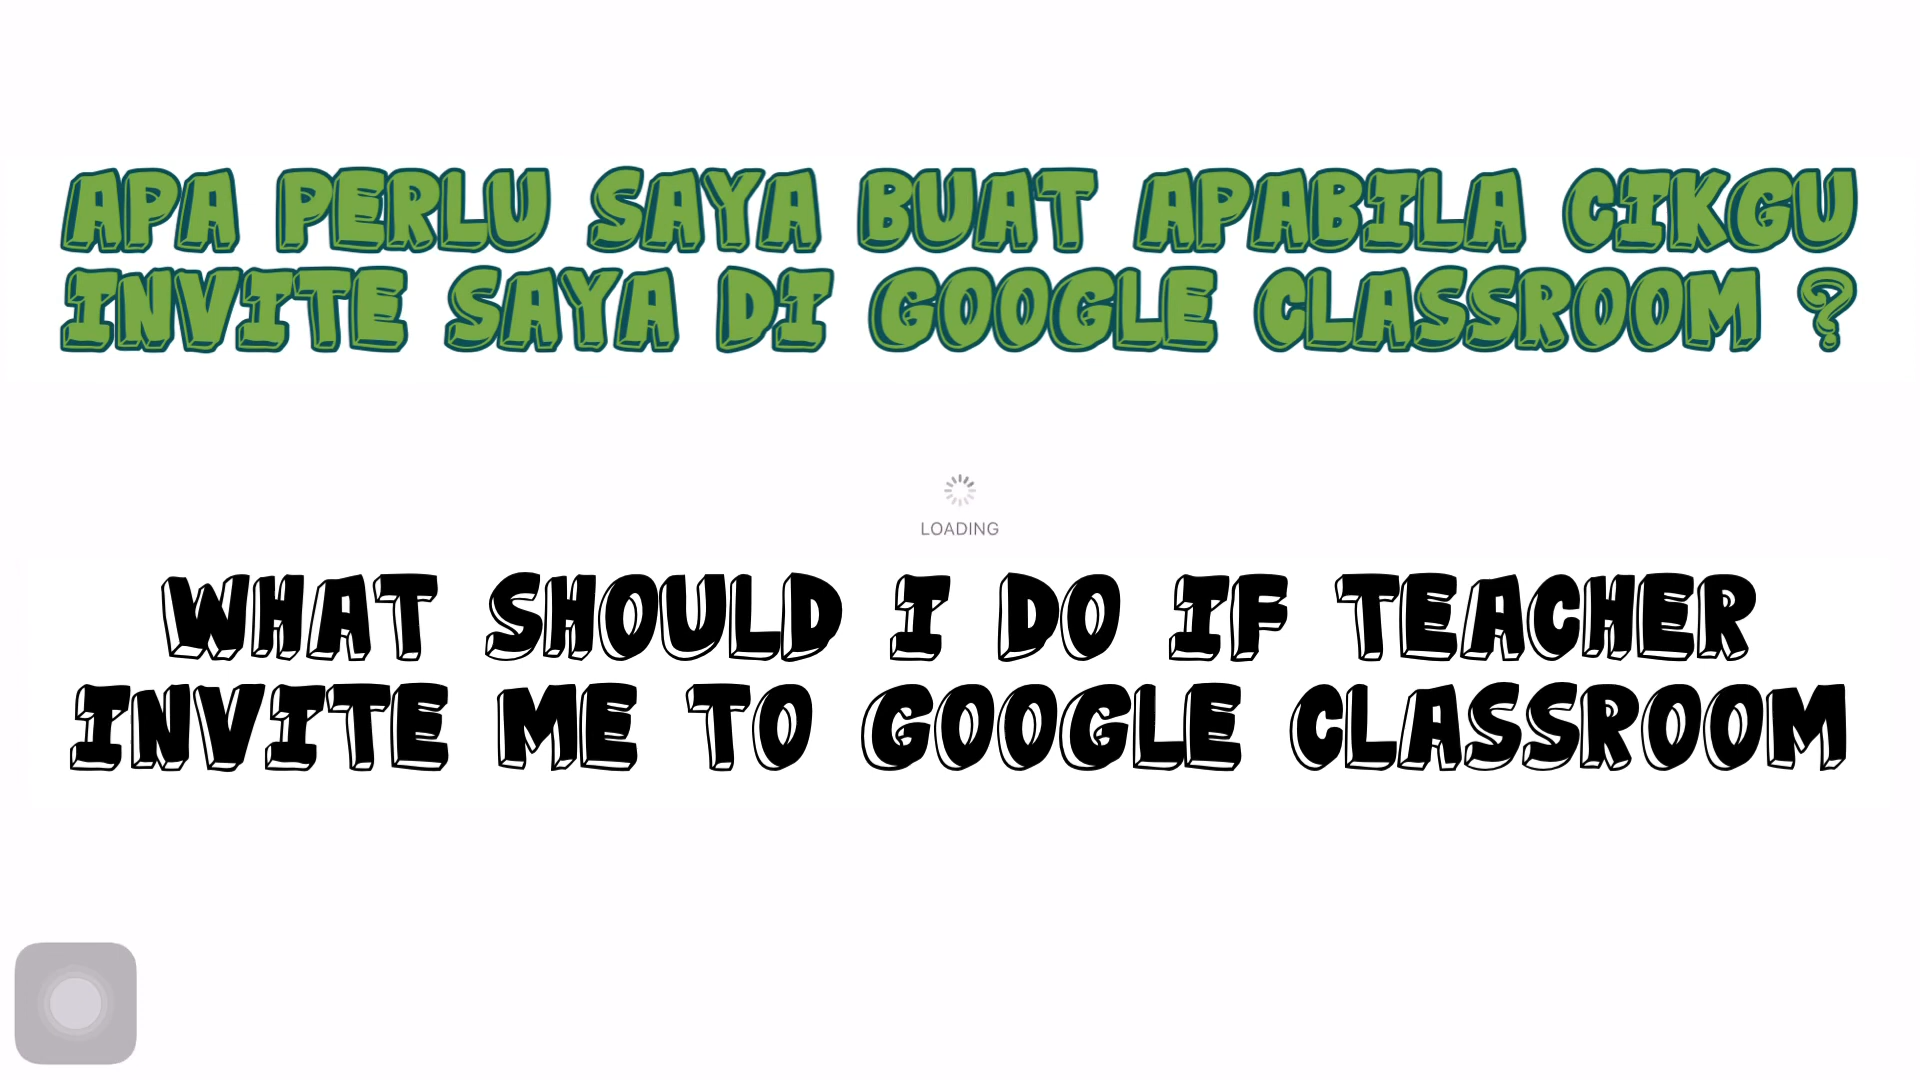 APA PERLU SAYA BUAT APABILA CIKGU
INVITE SAYA DI GOOGLE CLASSROOM ?
LOADING
WHAT SHOULD I DO IF TEACHER
INVITE ME TO GOOGLE CLASSROOM